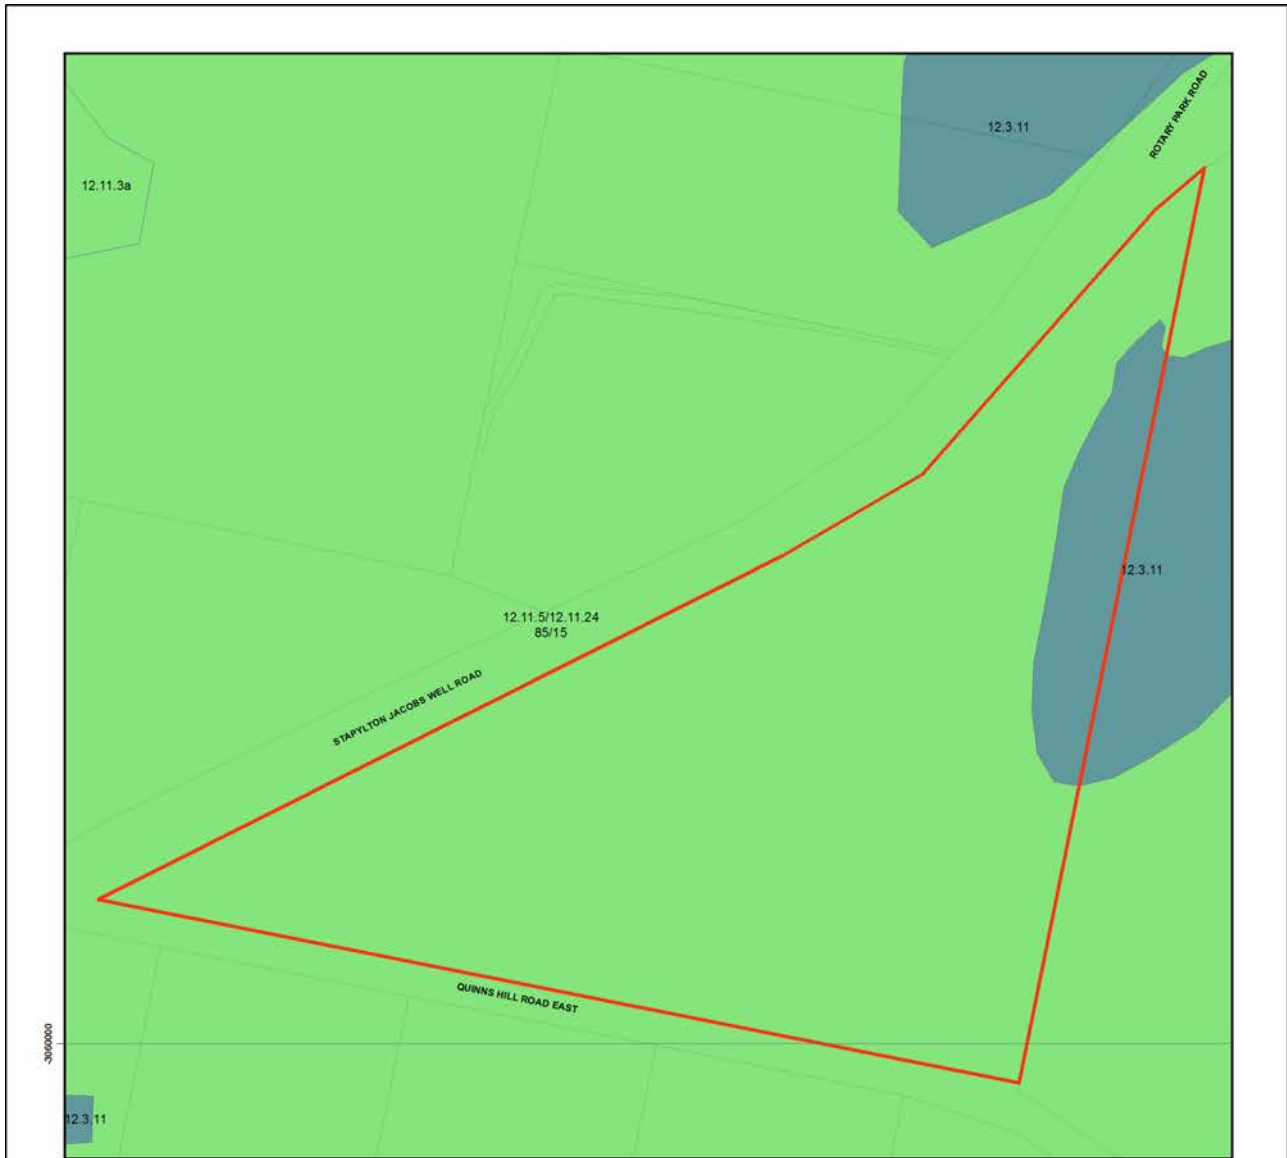 ROTARY PARK ROAD
12.3.11
12.11.3a
12.3.11
12.11.5/12.11.24
85/15
STAPYLTON JACOBS WELL ROAD
QUINNS HILL ROAD EAST
-3060000
12.3.11